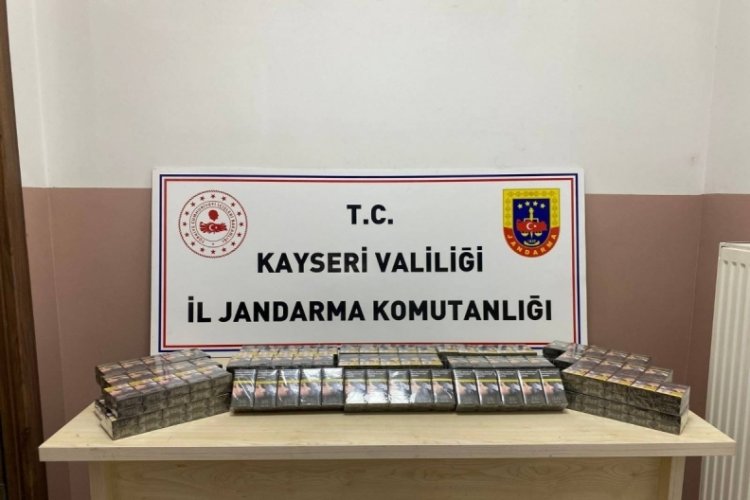 T.C.
KAYSERİ VALİLİĞİ
İL JANDARMA KOMUTANLIĞI
JANDARMA